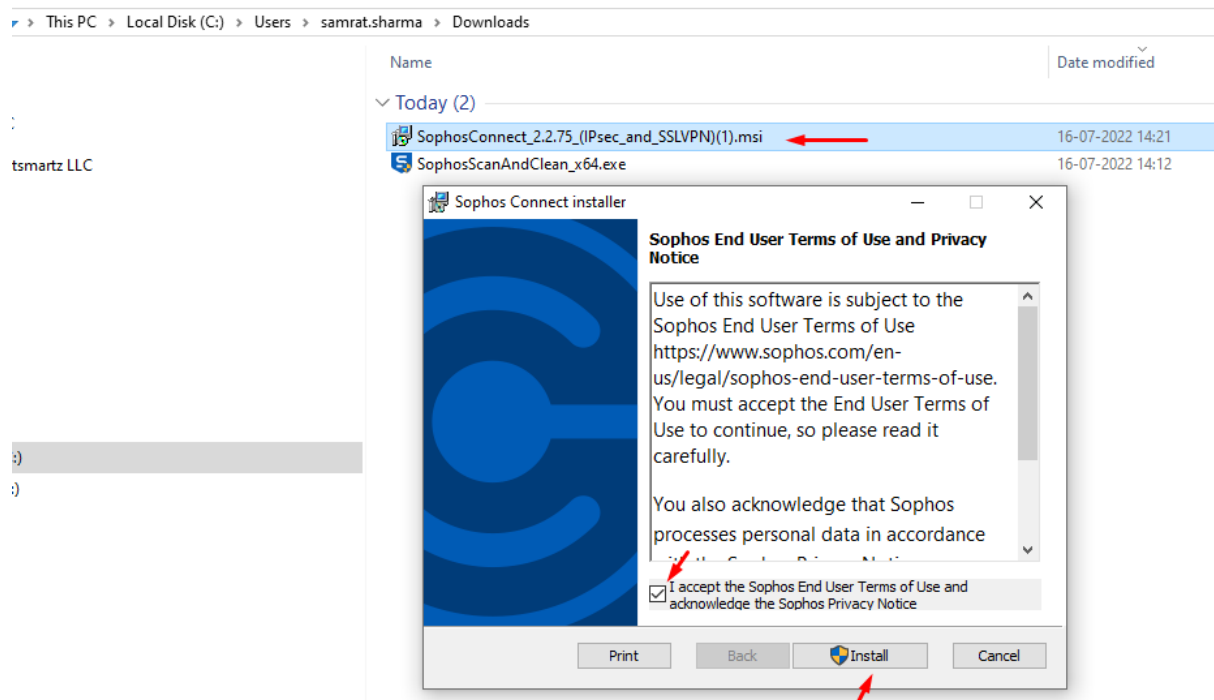 This PC > Local Disk (C:) > Users > samrat.sharma > Downloads
Name
Date modified
Today (2)
SophosConnect_2.2.75_(IPsec_and_SSLVPN)(1).msi
16-07-2022 14:21
tsmartz LLC
SophosScanAndClean_x64.exe
16-07-2022 14:12
Sophos Connect installer
Sophos End User Terms of Use and Privacy
Notice
Use of this software is subject to the
Sophos End User Terms of Use
https://www.sophos.com/en-
us/legal/sophos-end-user-terms-of-use.
You must accept the End User Terms of
Use to continue, so please read it
carefully.
You also acknowledge that Sophos
processes personal data in accordance
I accept the Sophos End User Terms of Use and
acknowledge the Sophos Privacy Notice
:)
:)
Print
Back
Install
Cancel